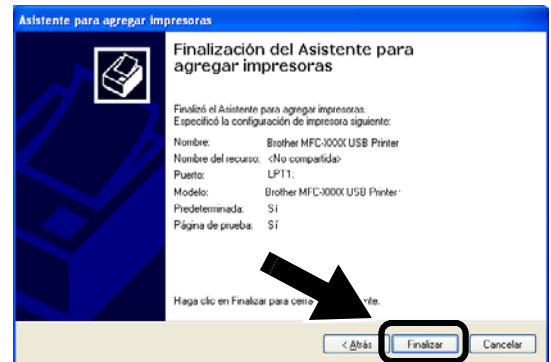 Asistente para agregar impresoras
Finalización del Asistente para
agregar impresoras
Finalizó el Asistente para agregar impresoras.
Especificó la configuración de impresora siguiente:
Nombre: Brother MFC-XXXX USB Printer
Nombre del recurso: <No compartida>
Puerto: LPT1:
Modelo: Brother MFC-XXXX USB Printer
Predeterminada: Sí
Página de prueba: Sí
Haga clic en Finalizar para
< Atrás Finalizar Cancelar